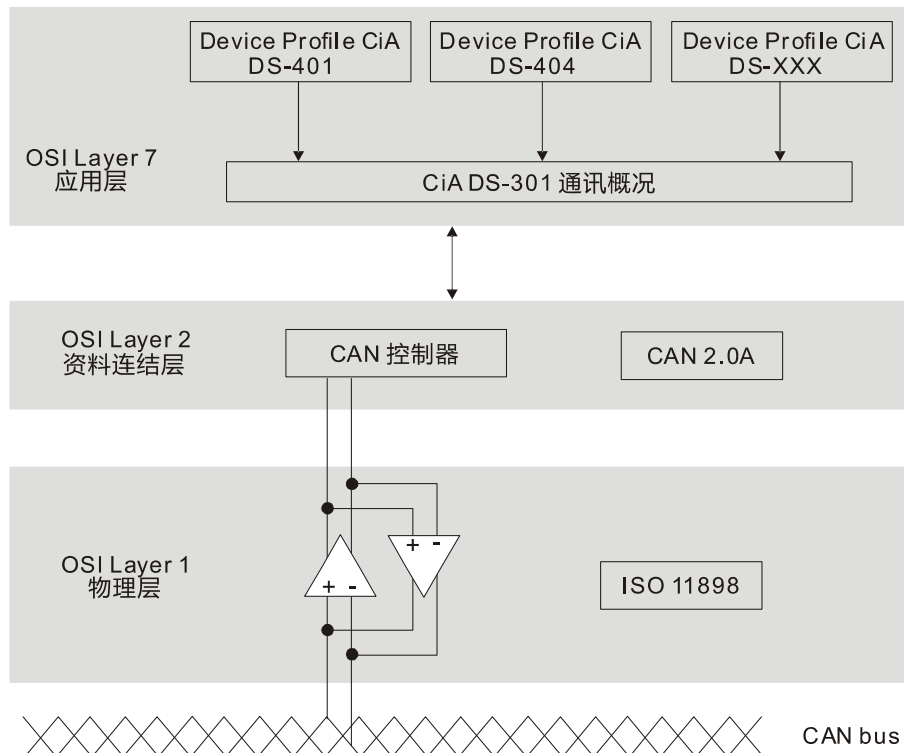 Device Profile CiA
DS-401
Device Profile CiA
DS-404
Device Profile CiA
DS-XXX
OSI Layer 7
应用层
CiA DS-301 通讯概况
OSI Layer 2
资料连结层
CAN 控制器
CAN 2.0A
OSI Layer 1
物理层
+ -
+ -
ISO 11898
CAN bus